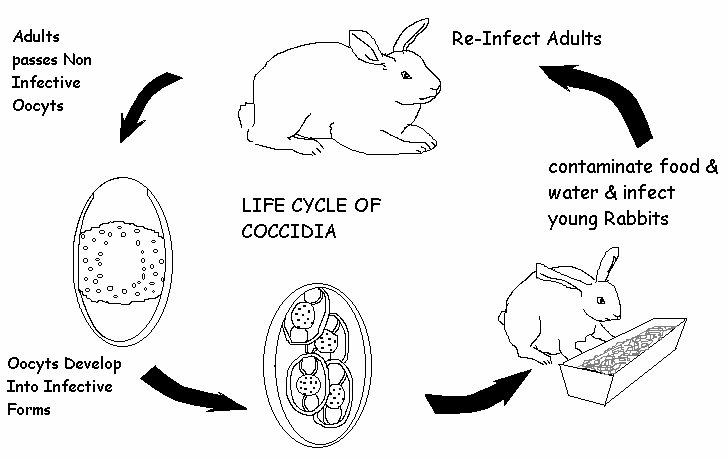 Adults
passes Non
Infective
Oocyts
Re-Infect Adults
contaminate food &
water & infect
young Rabbits
LIFE CYCLE OF
COCCIDIA
Oocyts Develop
Into Infective
Forms